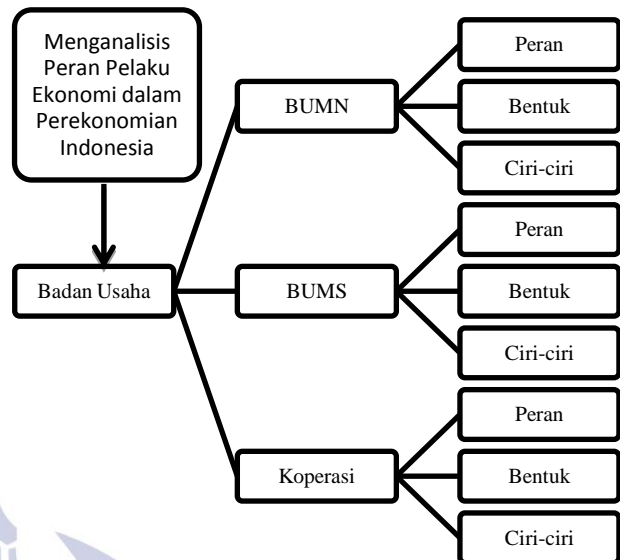 Menganalisis
Peran Pelaku
Ekonomi dalam
Perekonomian
Indonesia
Badan Usaha
BUMN
Peran
Bentuk
Ciri-ciri
BUMS
Peran
Bentuk
Ciri-ciri
Koperasi
Peran
Bentuk
Ciri-ciri